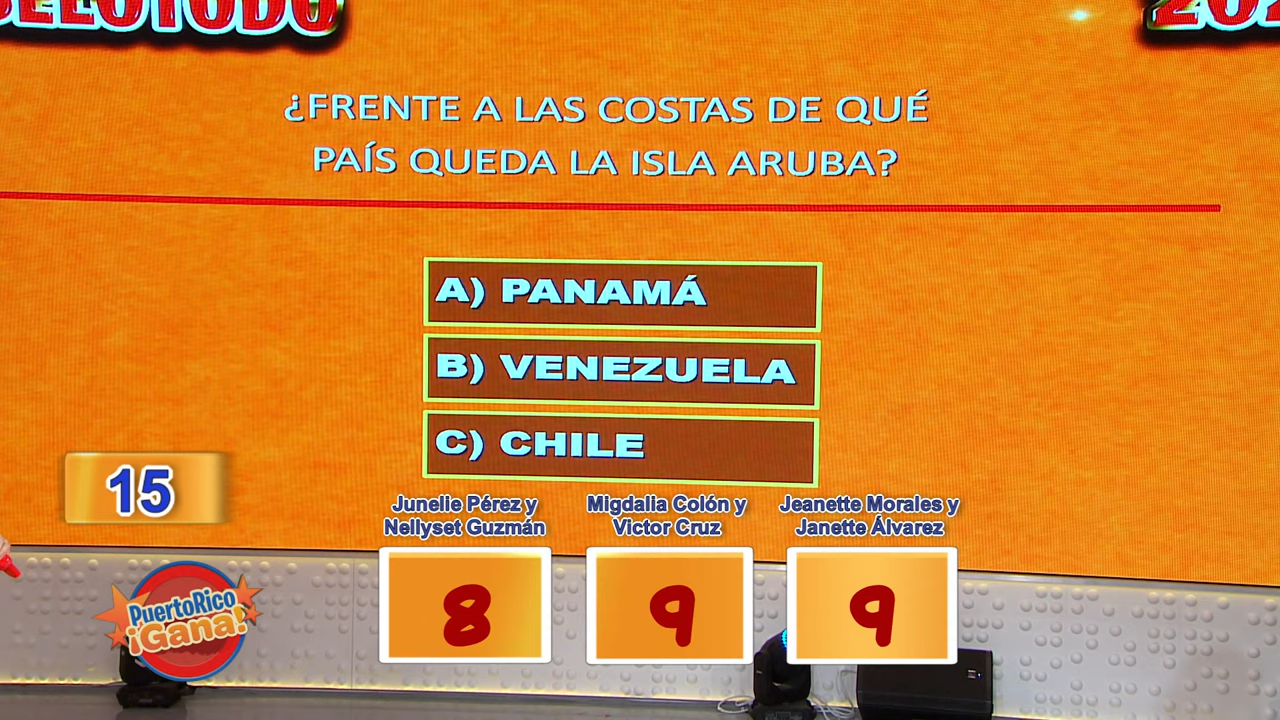 ¿FRENTE A LAS COSTAS DE QUÉ
PAÍS QUEDA LA ISLA ARUBA?
A) PANAMÁ
B) VENEZUELA
C) CHILE
15
Junelie Pérez y
Nellyset Guzmán
Migdalia Colón y
Victor Cruz
Jeanette Morales y
Janette Álvarez
8
9
9
PuertoRico
¡Gana!